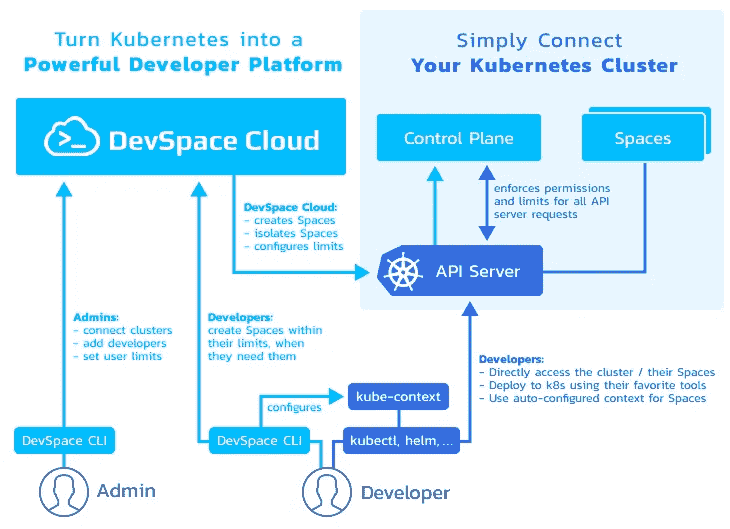 Turn Kubernetes into a
Powerful Developer Platform
Simply Connect
Your Kubernetes Cluster
DevSpace Cloud
Control Plane
Spaces
enforces permissions
and limits for all API
server requests
DevSpace Cloud:
- creates Spaces
- isolates Spaces
- configures limits
API Server
Admins:
- connect clusters
- add developers
- set user limits
Developers:
create Spaces within
their limits, when
they need them
Developers:
- Directly access the cluster / their Spaces
- Deploy to k8s using their favorite tools
- Use auto-configured context for Spaces
configures
kube-context
DevSpace CLI
DevSpace CLI
kubectl, helm, ...
Admin
Developer